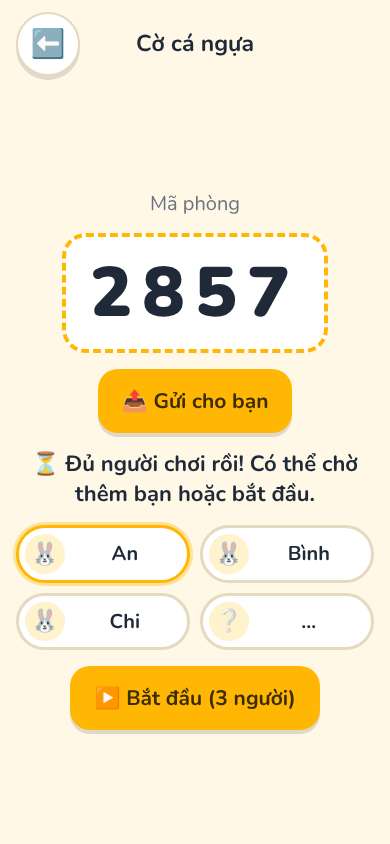 Cờ cá ngựa
Mã phòng
2857
📤 Gửi cho bạn
⏳ Đủ người chơi rồi! Có thể chờ
thêm bạn hoặc bắt đầu.
An
Bình
Chi
...
▶️ Bắt đầu (3 người)